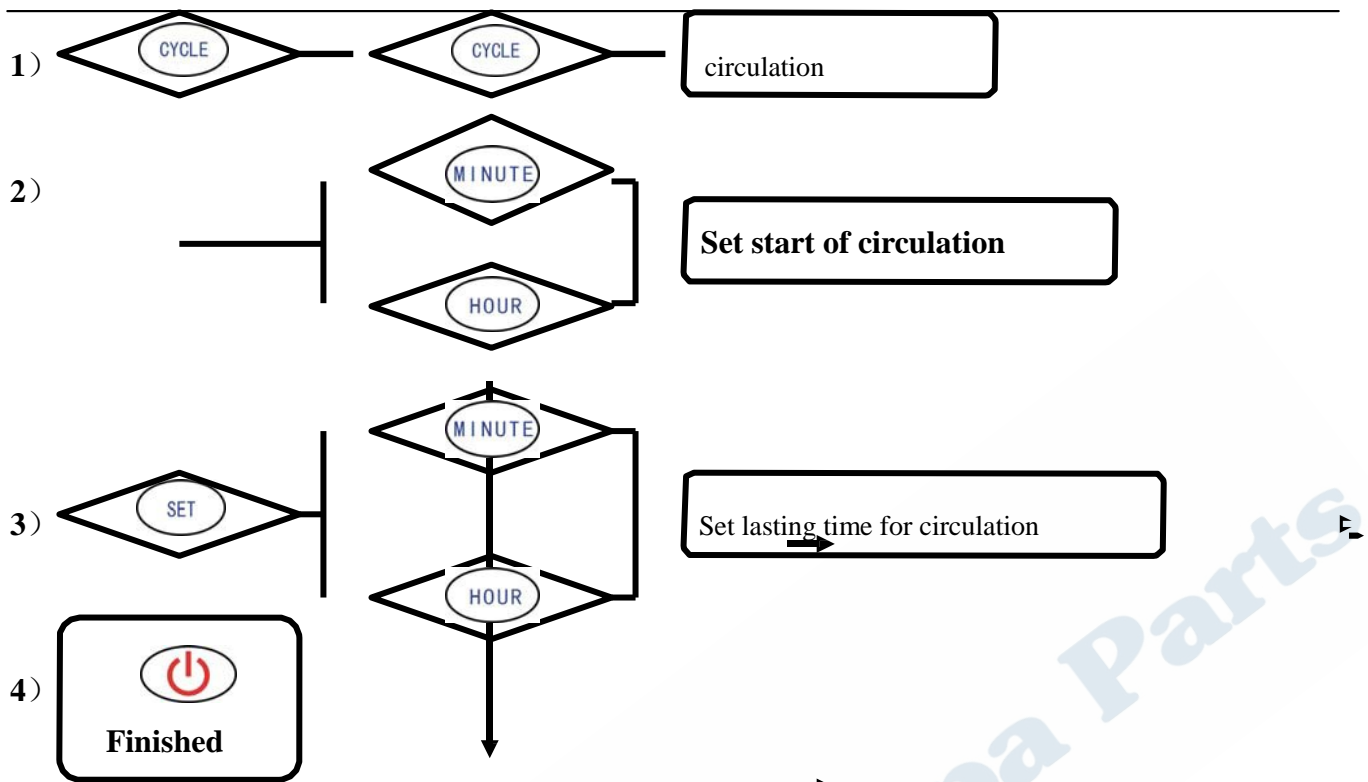 1） CYCLE CYCLE circulation
2） MINUTE
Set start of circulation
HOUR
MINUTE
3） SET Set lasting time for circulation
HOUR
4）
Finished
Parts